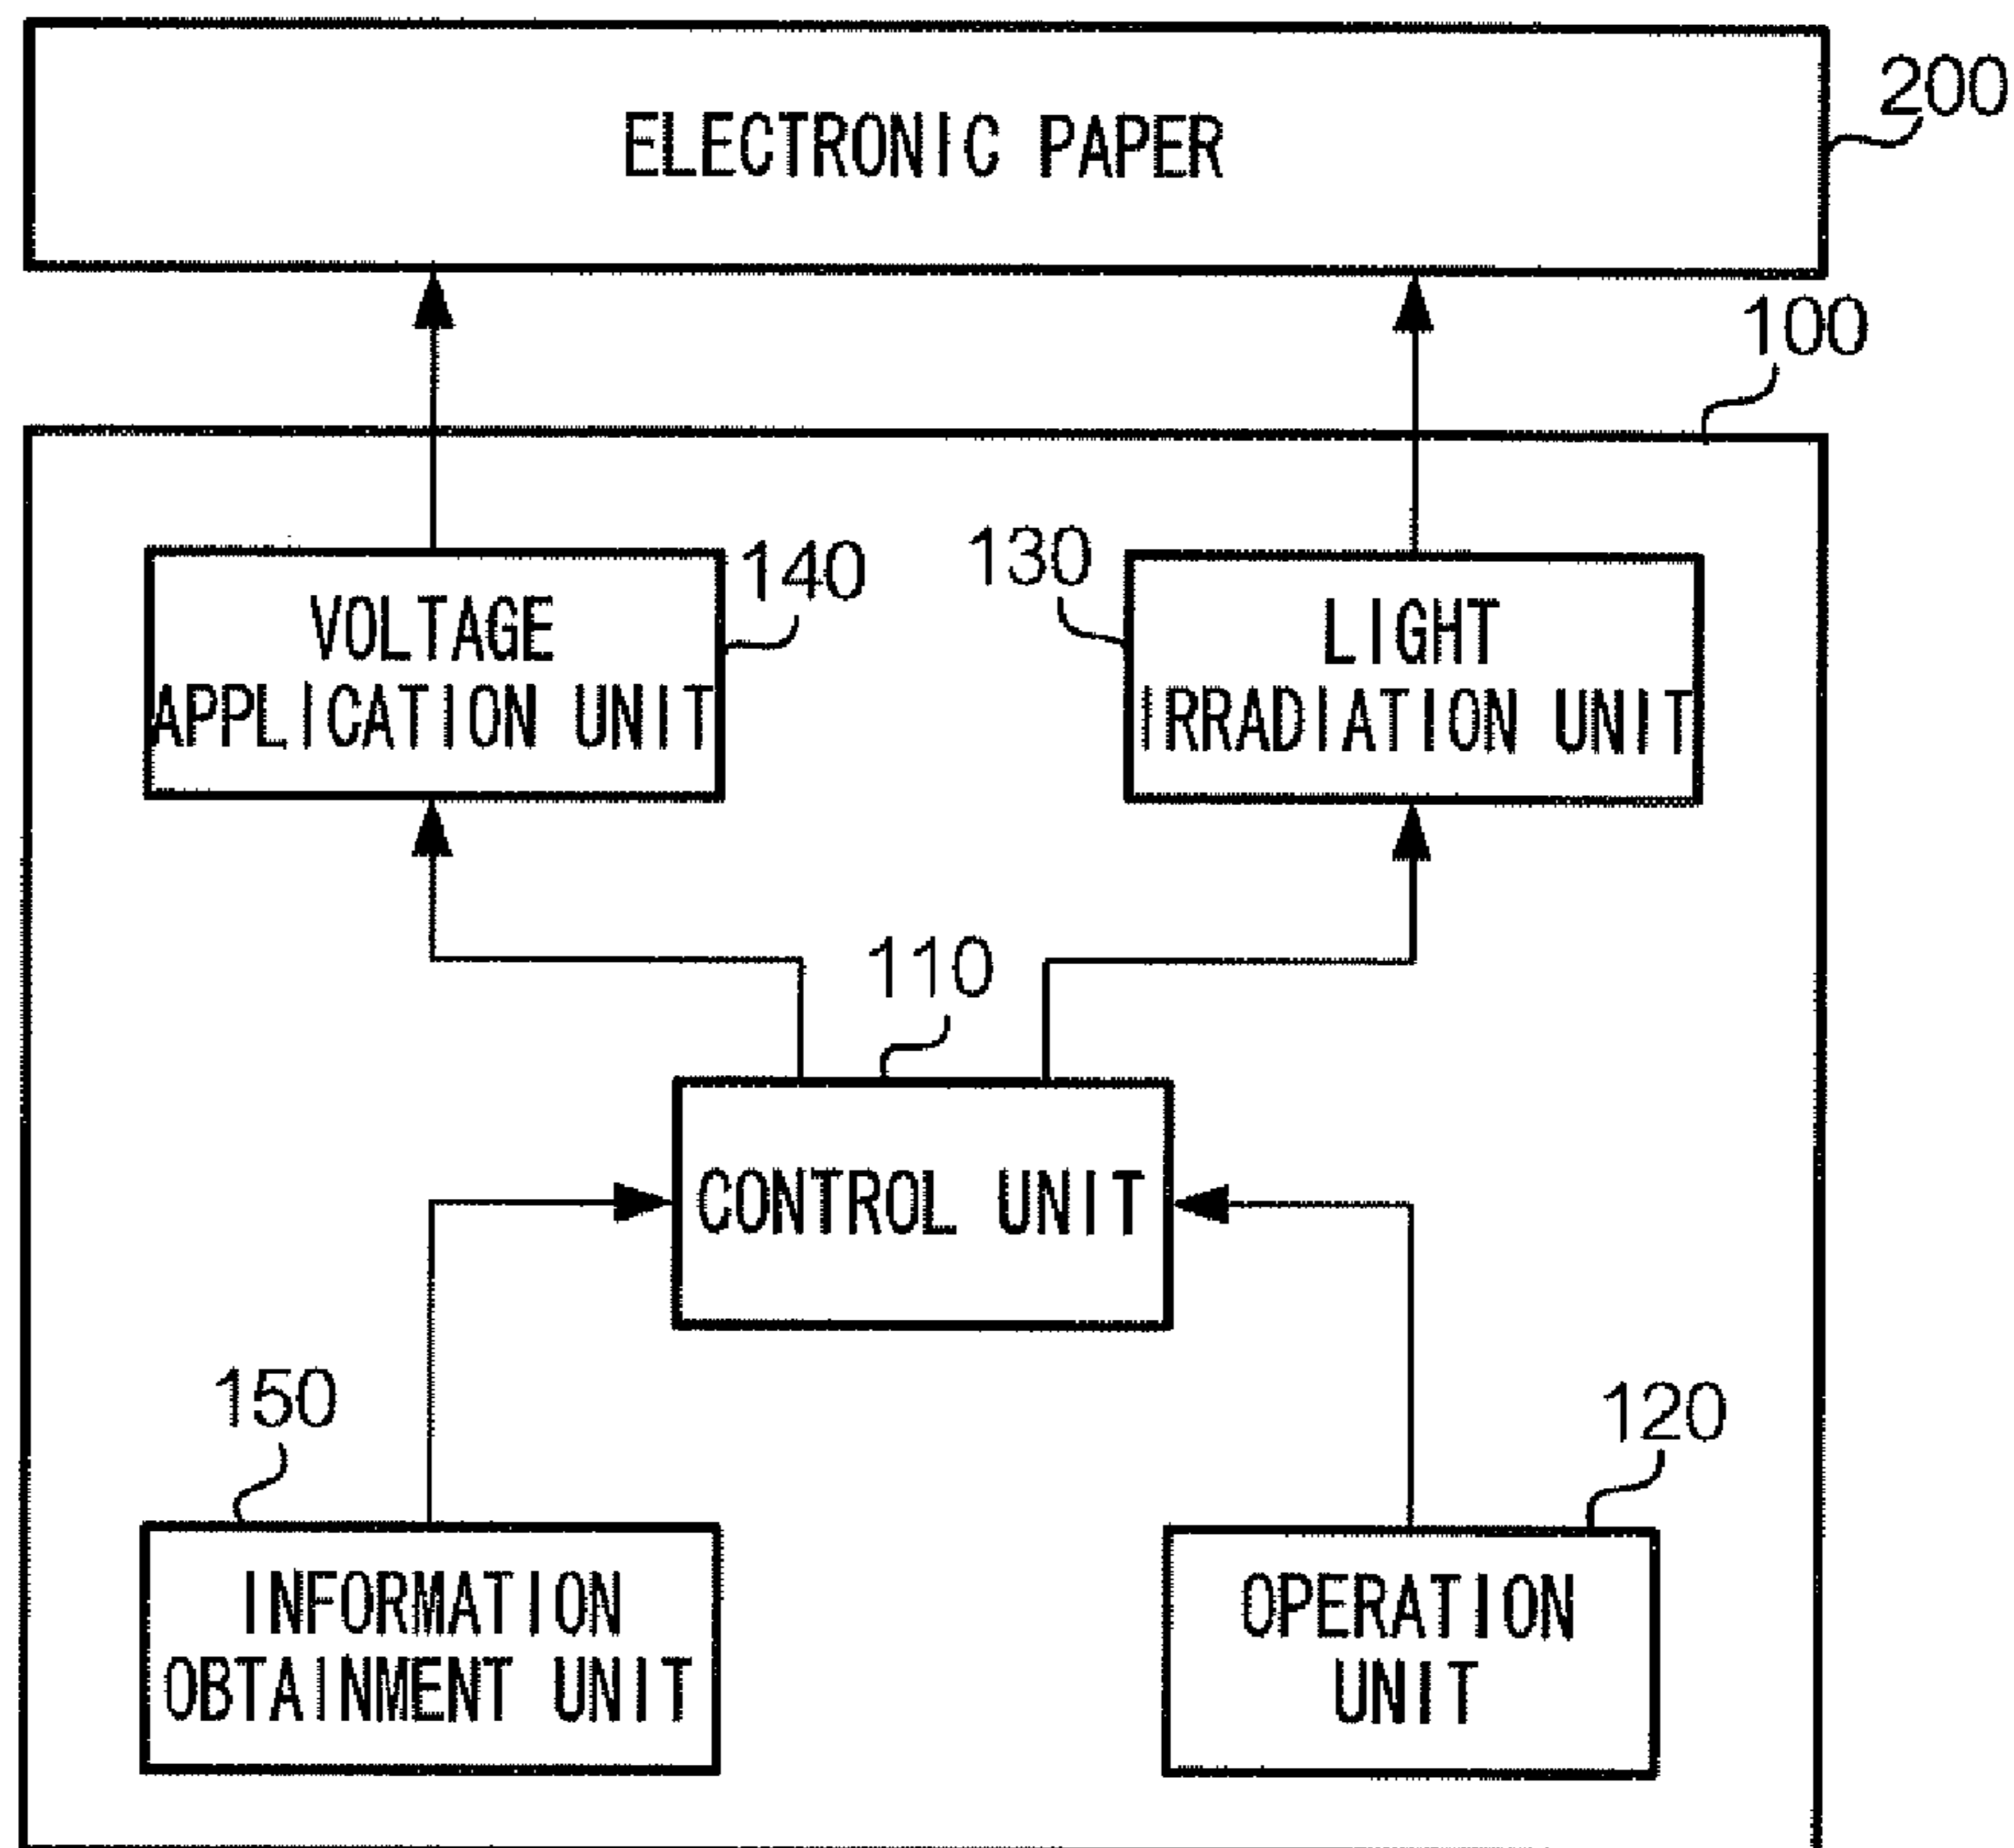 ELECTRONIC PAPER
200
100
VOLTAGE
APPLICATION UNIT
140
130
LIGHT
IRRADIATION UNIT
110
CONTROL UNIT
150
120
INFORMATION
OBTAINMENT UNIT
OPERATION
UNIT